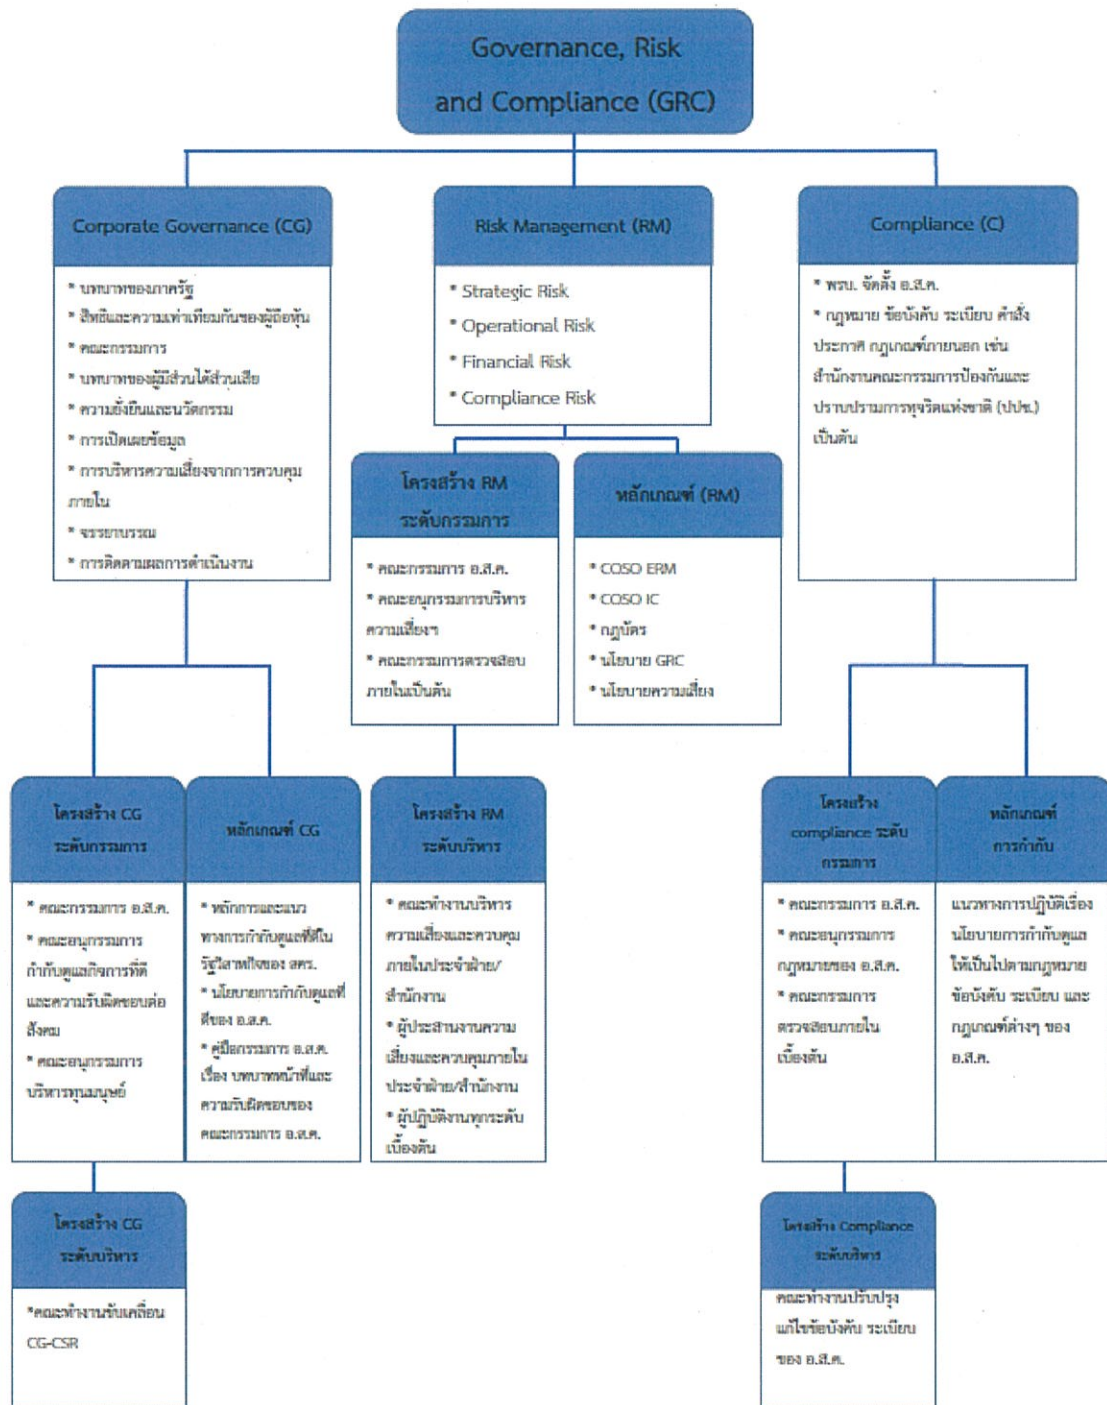 Governance, Risk
and Compliance (GRC)
Corporate Governance (CG)
* บทบาทของภาครัฐ
* สิทธิและความเท่าเทียมกันของผู้ถือหุ้น
* คณะกรรมการ
* บทบาทของผู้มีส่วนได้ส่วนเสีย
* ความยั่งยืนและนวัตกรรม
* การเปิดเผยข้อมูล
* การบริหารความเสี่ยงจากการควบคุม
ภายใน
* จรรยาบรรณ
* การติดตามผลการดำเนินงาน
Risk Management (RM)
* Strategic Risk
* Operational Risk
* Financial Risk
* Compliance Risk
Compliance (C)
* พรบ. จัดตั้ง อ.ส.ค.
* กฎหมาย ข้อบังคับ ระเบียบ คำสั่ง
ประกาศ กฎเกณฑ์ภายนอก เช่น
สำนักงานคณะกรรมการป้องกันและ
ปราบปรามการทุจริตแห่งชาติ (ปปช.)
เป็นต้น
โครงสร้าง RM
ระดับกรรมการ
* คณะกรรมการ อ.ส.ค.
* คณะอนุกรรมการบริหาร
ความเสี่ยงฯ
* คณะกรรมการตรวจสอบ
ภายในเป็นต้น
หลักเกณฑ์ (RM)
* COSO ERM
* COSO IC
* กฎบัตร
* นโยบาย GRC
* นโยบายความเสี่ยง
โครงสร้าง CG
ระดับกรรมการ
* คณะกรรมการ อ.ส.ค.
* คณะอนุกรรมการ
กำกับดูแลกิจการที่ดี
และความรับผิดชอบต่อ
สังคม
* คณะอนุกรรมการ
บริหารทุนมนุษย์
หลักเกณฑ์ CG
* หลักการและแนว
ทางการกำกับดูแลที่ดีใน
รัฐวิสาหกิจของ สคร.
* นโยบายการกำกับดูแลที่
ดีของ อ.ส.ค.
* คู่มือกรรมการ อ.ส.ค.
เรื่อง บทบาทหน้าที่และ
ความรับผิดชอบของ
คณะกรรมการ อ.ส.ค.
โครงสร้าง RM
ระดับบริหาร
* คณะทำงานบริหาร
ความเสี่ยงและควบคุม
ภายในประจำฝ่าย/
สำนักงาน
* ผู้ประสานงานความ
เสี่ยงและควบคุมภายใน
ประจำฝ่าย/สำนักงาน
* ผู้ปฏิบัติงานทุกระดับ
เบื้องต้น
โครงสร้าง
compliance ระดับ
กรรมการ
* คณะกรรมการ อ.ส.ค.
* คณะอนุกรรมการ
กฎหมายของ อ.ส.ค.
* คณะกรรมการ
ตรวจสอบภายใน
เบื้องต้น
หลักเกณฑ์
การกำกับ
แนวทางการปฏิบัติเรื่อง
นโยบายการกำกับดูแล
ให้เป็นไปตามกฎหมาย
ข้อบังคับ ระเบียบ และ
กฎเกณฑ์ต่างๆ ของ
อ.ส.ค.
โครงสร้าง CG
ระดับบริหาร
*คณะทำงานขับเคลื่อน
CG-CSR
โครงสร้าง Compliance
ระดับบริหาร
คณะทำงานปรับปรุง
แก้ไขข้อบังคับ ระเบียบ
ของ อ.ส.ค.